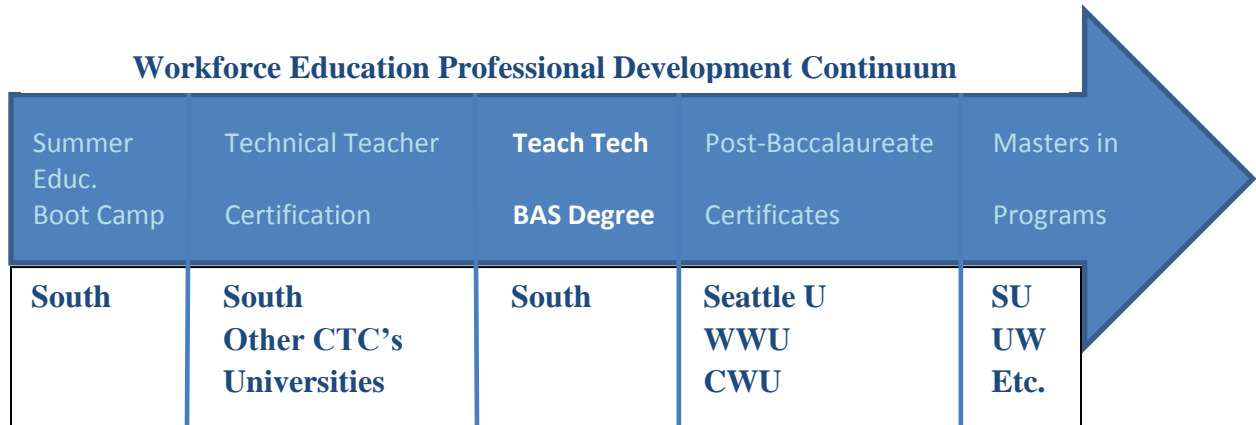 Workforce Education Professional Development Continuum
Summer
Educ.
Boot Camp
Technical Teacher
Certification
Teach Tech
BAS Degree
Post-Baccalaureate
Certificates
Masters in
Programs
South
South
Other CTC’s
Universities
South
Seattle U
WWU
CWU
SU
UW
Etc.